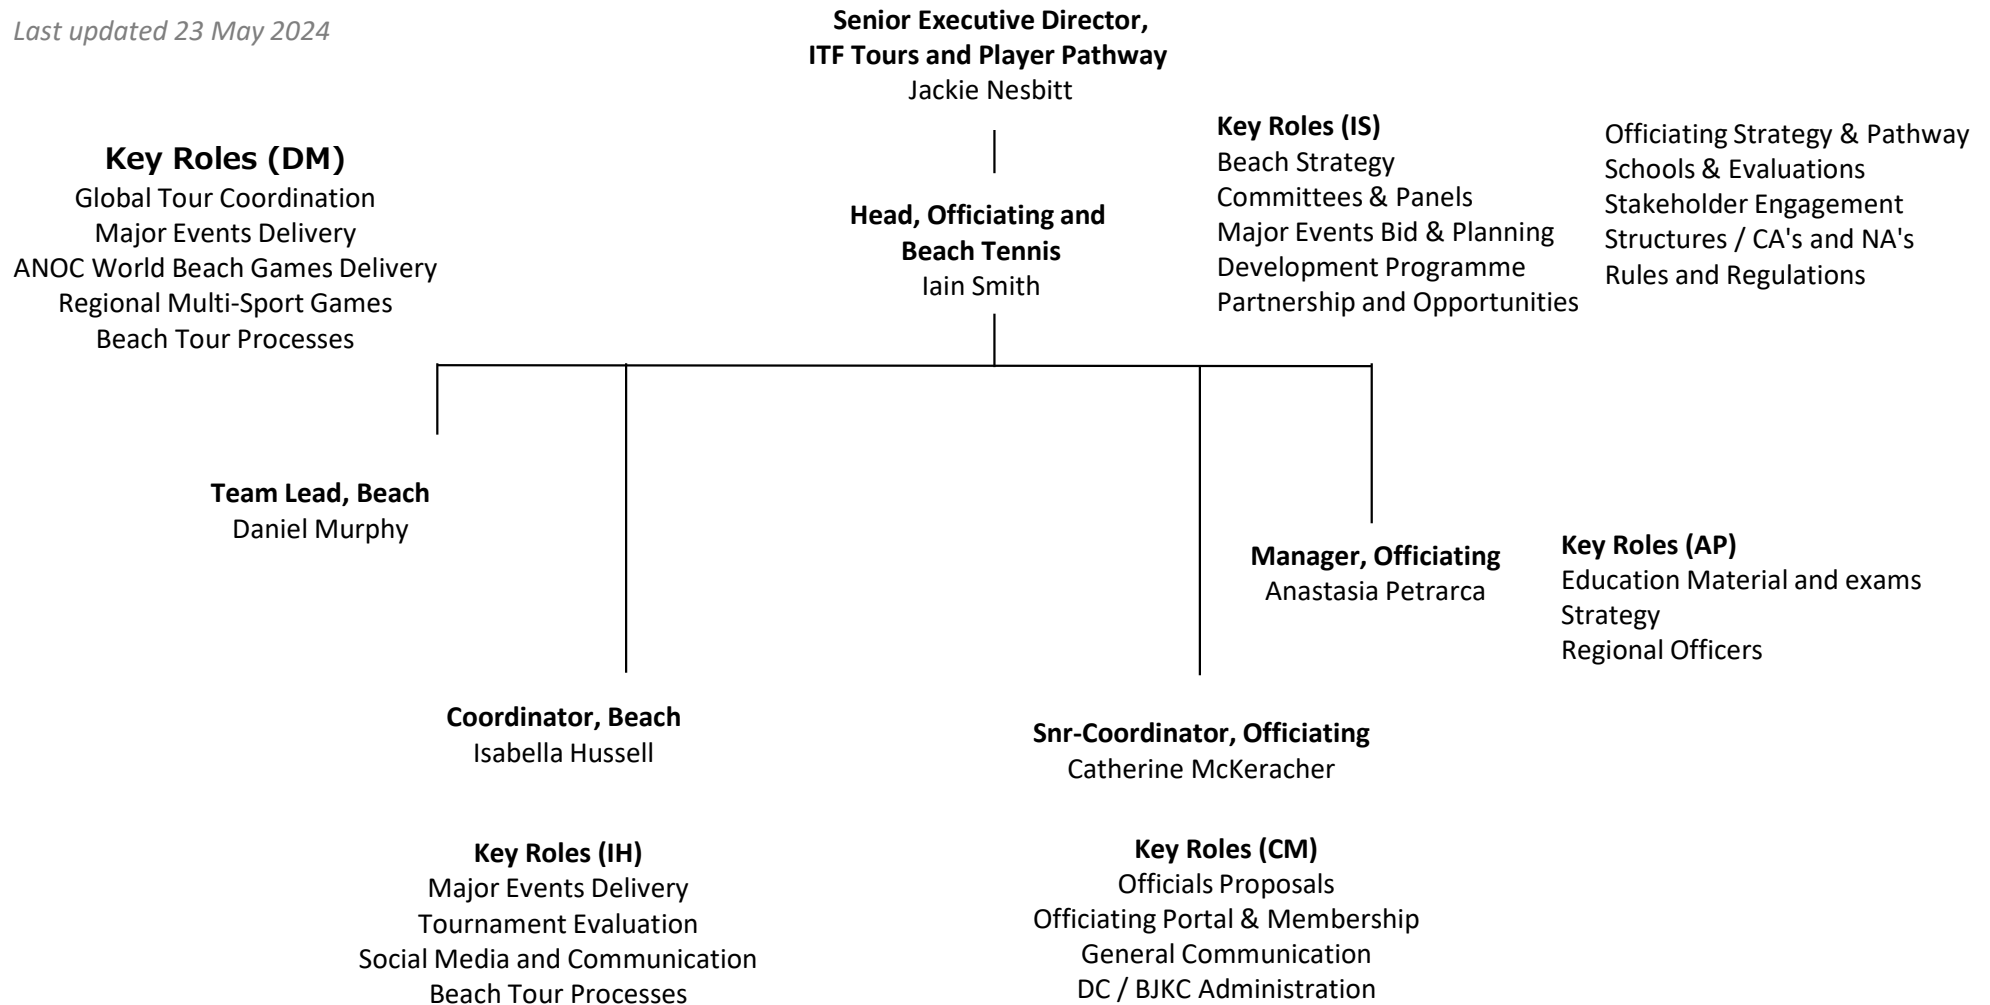 Last updated 23 May 2024
Senior Executive Director,
ITF Tours and Player Pathway
Jackie Nesbitt
Key Roles (DM)
Global Tour Coordination
Major Events Delivery
ANOC World Beach Games Delivery
Regional Multi-Sport Games
Beach Tour Processes
Head, Officiating and
Beach Tennis
Iain Smith
Key Roles (IS)
Beach Strategy
Committees & Panels
Major Events Bid & Planning
Development Programme
Partnership and Opportunities
Officiating Strategy & Pathway
Schools & Evaluations
Stakeholder Engagement
Structures / CA's and NA's
Rules and Regulations
Team Lead, Beach
Daniel Murphy
Manager, Officiating
Anastasia Petrarca
Key Roles (AP)
Education Material and exams
Strategy
Regional Officers
Coordinator, Beach
Isabella Hussell
Snr-Coordinator, Officiating
Catherine McKeracher
Key Roles (IH)
Major Events Delivery
Tournament Evaluation
Social Media and Communication
Beach Tour Processes
Key Roles (CM)
Officials Proposals
Officiating Portal & Membership
General Communication
DC / BJKC Administration